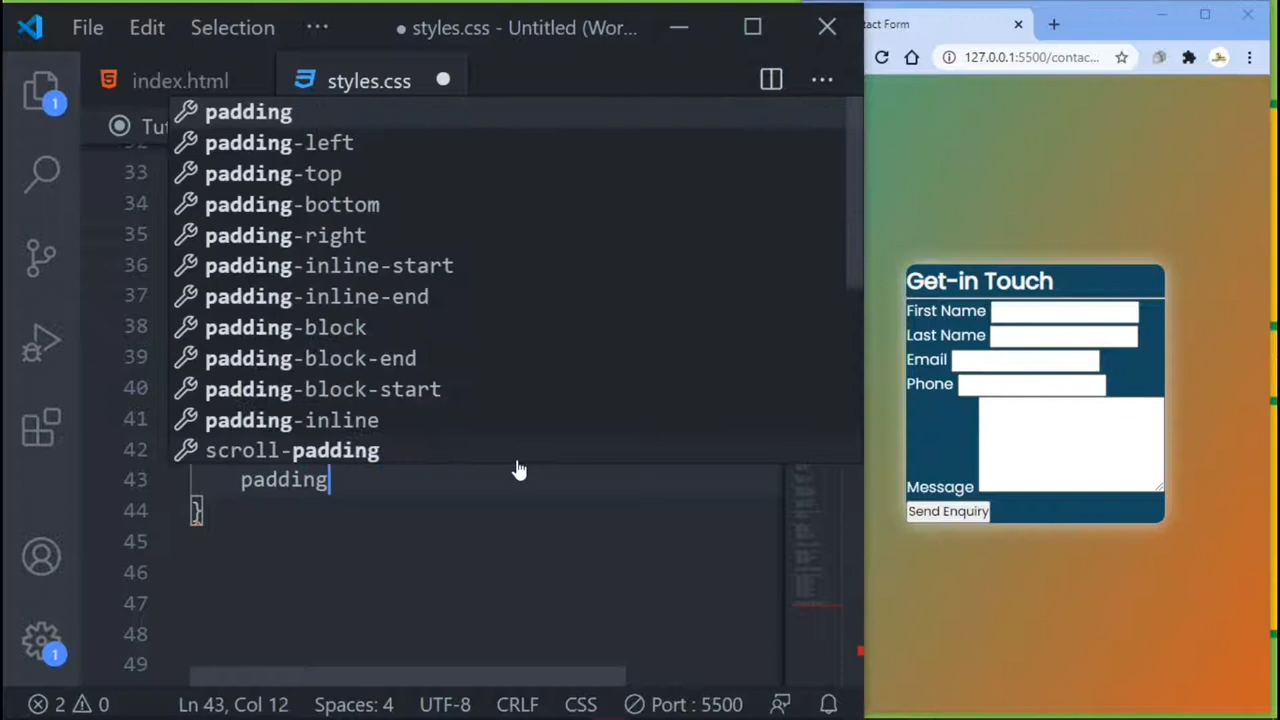 File Edit Selection ··· ● styles.css - Untitled (Wor...
index.html styles.css ● ···
Tut
padding
padding-left
padding-top
padding-bottom
padding-right
padding-inline-start
padding-inline-end
padding-block
padding-block-end
padding-block-start
padding-inline
scroll-padding
33
34
35
36
37
38
39
40
41
42
43 padding
44 }
45
46
47
48
49
1
1
2 0 Ln 43, Col 12 Spaces: 4 UTF-8 CRLF CSS Port : 5500
tact Form
127.0.0.1:5500/contac...
Get-in Touch
First Name
Last Name
Email
Phone
Message
Send Enquiry